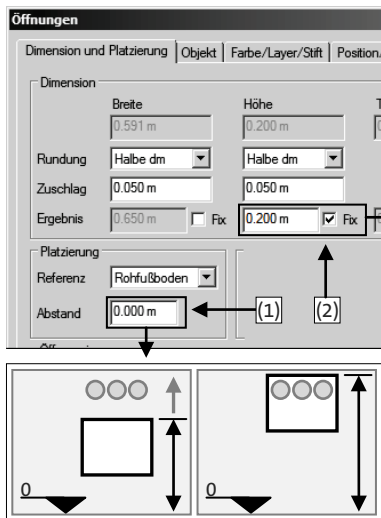 Öffnungen
Dimension und Platzierung Objekt Farbe/Layer/Stift Position
Dimension
Breite Höhe
0.591 m 0.200 m
Rundung Halbe dm Halbe dm
Zuschlag 0.050 m 0.050 m
Ergebnis 0.650 m Fix 0.200 m Fix
Platzierung
Referenz Rohfußboden
Abstand 0.000 m (1) (2)
0 0